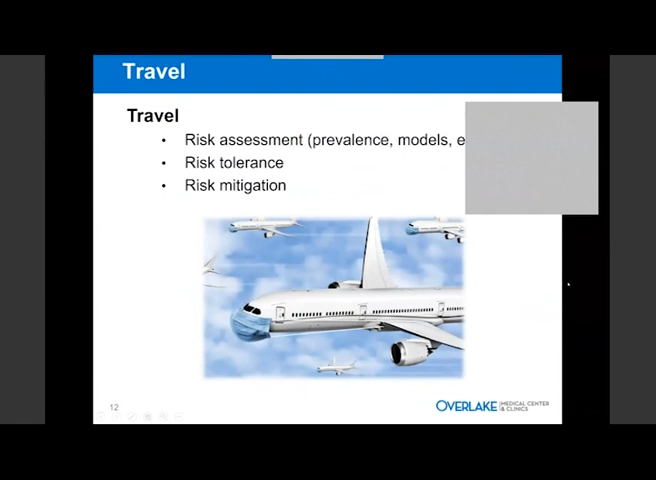 Travel
Travel
• Risk assessment (prevalence, models, e
• Risk tolerance
• Risk mitigation
12
OVERLAKE MEDICAL CENTER
& CLINICS